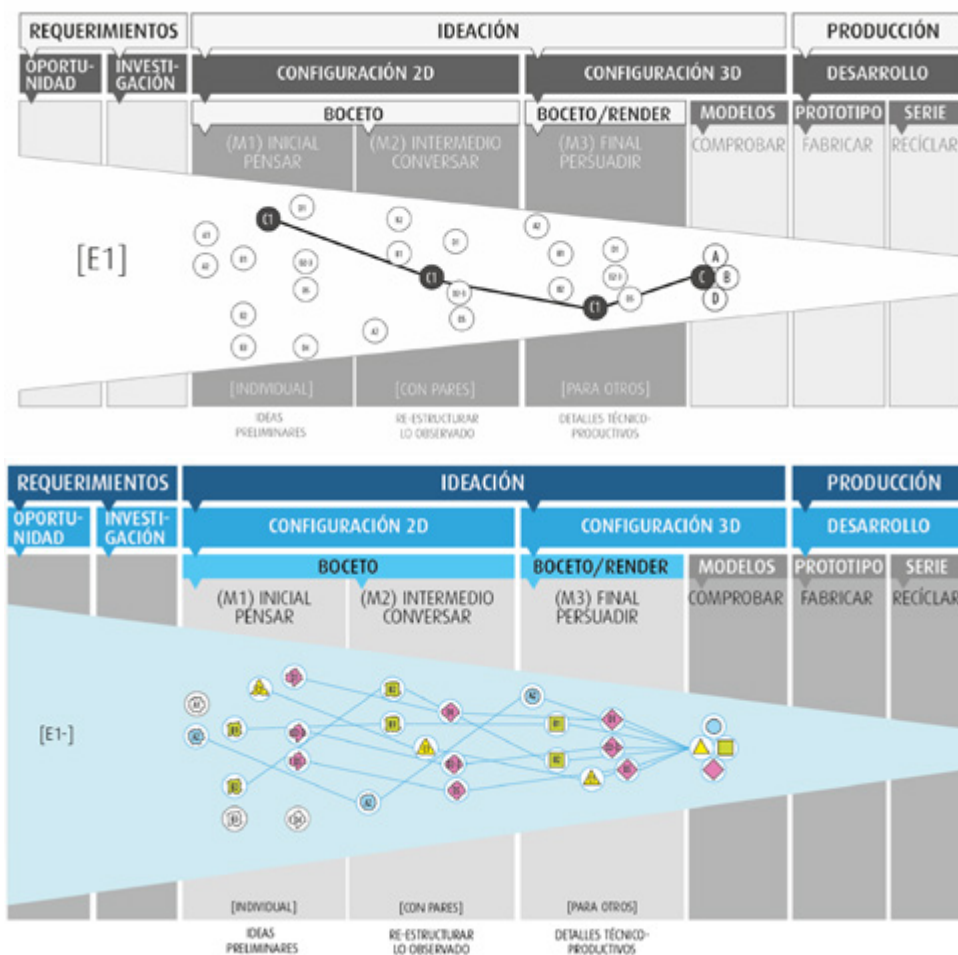 REQUERIMIENTOS IDEACIÓN PRODUCCIÓN
OPORTU-
NIDAD
INVESTI-
GACIÓN
CONFIGURACIÓN 2D CONFIGURACIÓN 3D DESARROLLO
BOCETO BOCETO/RENDER MODELOS PROTOTIPO SERIE
(M1) INICIAL
PENSAR
(M2) INTERMEDIO
CONVERSAR
(M3) FINAL
PERSUADIR
COMPROBAR FABRICAR RECÍCLAR
[E1]
C1 C1 C1 C
A
B
D
[INDIVIDUAL] [CON PARES] [PARA OTROS]
IDEAS
PRELIMINARES
RE-ESTRUCTURAR
LO OBSERVADO
DETALLES TÉCNICO-
PRODUCTIVOS
REQUERIMIENTOS IDEACIÓN PRODUCCIÓN
OPORTU-
NIDAD
INVESTI-
GACIÓN
CONFIGURACIÓN 2D CONFIGURACIÓN 3D DESARROLLO
BOCETO BOCETO/RENDER MODELOS PROTOTIPO SERIE
(M1) INICIAL
PENSAR
(M2) INTERMEDIO
CONVERSAR
(M3) FINAL
PERSUADIR
COMPROBAR FABRICAR RECÍCLAR
[E1-]
[INDIVIDUAL] [CON PARES] [PARA OTROS]
IDEAS
PRELIMINARES
RE-ESTRUCTURAR
LO OBSERVADO
DETALLES TÉCNICO-
PRODUCTIVOS